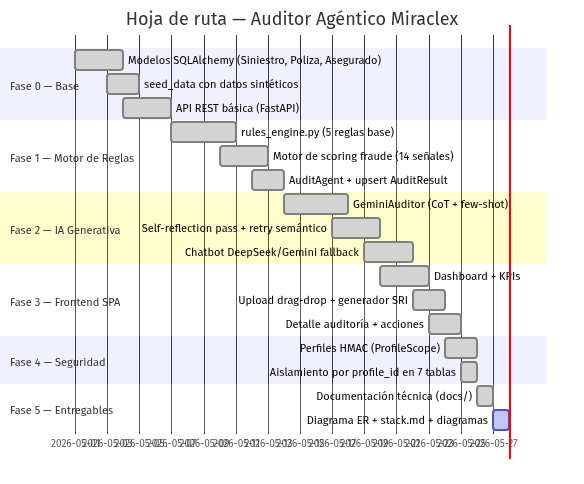 Hoja de ruta — Auditor Agéntico Miraclex
Modelos SQLAlchemy (Siniestro, Poliza, Asegurado)
Fase 0 — Base
seed_data con datos sintéticos
API REST básica (FastAPI)
rules_engine.py (5 reglas base)
Fase 1 — Motor de Reglas
Motor de scoring fraude (14 señales)
AuditAgent + upsert AuditResult
GeminiAuditor (CoT + few-shot)
Fase 2 — IA Generativa
Self-reflection pass + retry semántico
Chatbot DeepSeek/Gemini fallback
Dashboard + KPIs
Fase 3 — Frontend SPA
Upload drag-drop + generador SRI
Detalle auditoría + acciones
Perfiles HMAC (ProfileScope)
Fase 4 — Seguridad
Aislamiento por profile_id en 7 tablas
Documentación técnica (docs/)
Fase 5 — Entregables
Diagrama ER + stack.md + diagramas